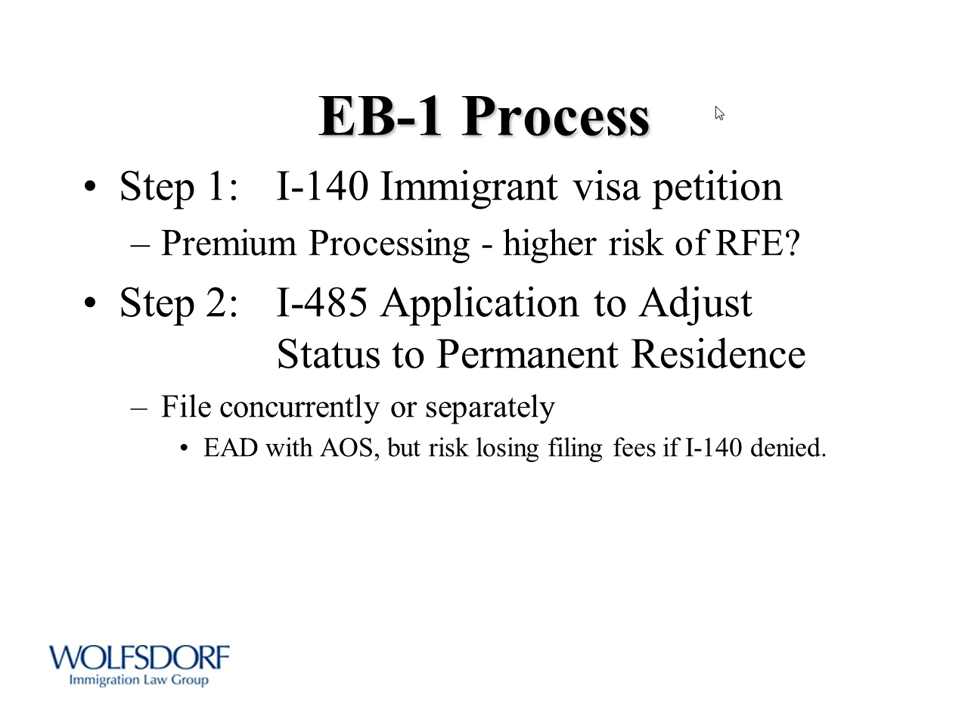 EB-1 Process
• Step 1: I-140 Immigrant visa petition
– Premium Processing - higher risk of RFE?
• Step 2: I-485 Application to Adjust
Status to Permanent Residence
– File concurrently or separately
• EAD with AOS, but risk losing filing fees if I-140 denied.
WOLFSDORF
Immigration Law Group